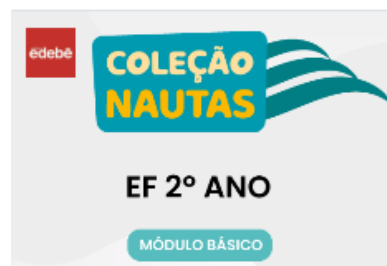 edebê
COLEÇÃO
NAUTAS
EF 2º ANO
MÓDULO BÁSICO